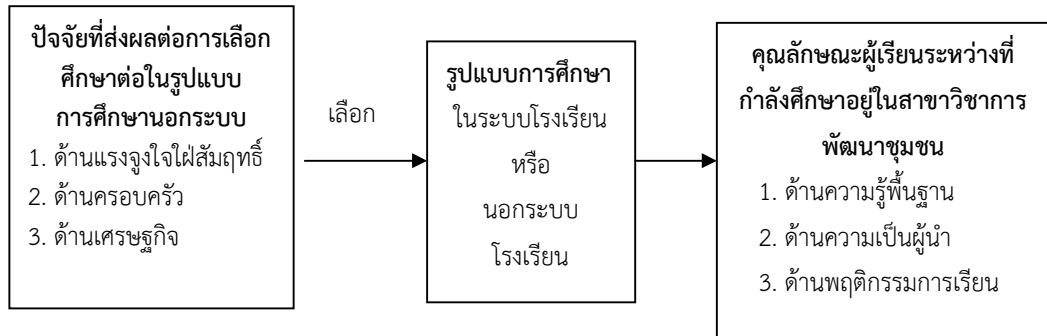 ปัจจัยที่ส่งผลต่อการเลือก
ศึกษาต่อในรูปแบบ
การศึกษานอกระบบ
1. ด้านแรงจูงใจใฝ่สัมฤทธิ์
2. ด้านครอบครัว
3. ด้านเศรษฐกิจ
เลือก
รูปแบบการศึกษา
ในระบบโรงเรียน
หรือ
นอกระบบ
โรงเรียน
คุณลักษณะผู้เรียนระหว่างที่
กำลังศึกษาอยู่ในสาขาวิชาการ
พัฒนาชุมชน
1. ด้านความรู้พื้นฐาน
2. ด้านความเป็นผู้นำ
3. ด้านพฤติกรรมการเรียน